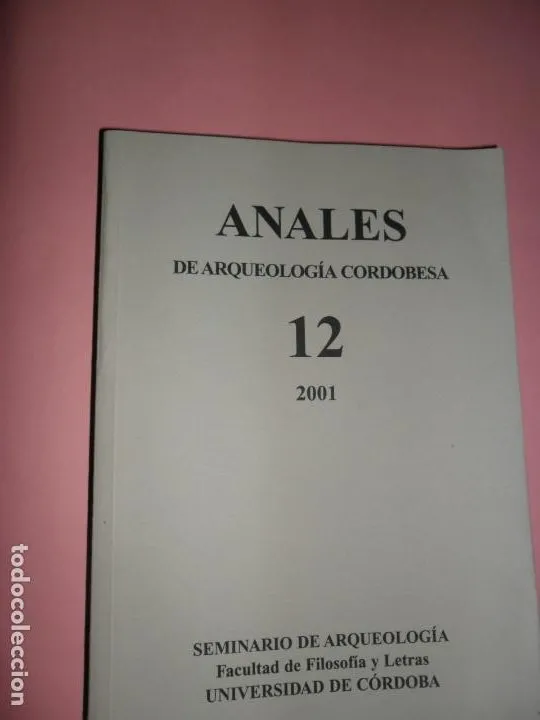 ANALES
DE ARQUEOLOGÍA CORDOBESA
12
2001
SEMINARIO DE ARQUEOLOGÍA
Facultad de Filosofía y Letras
UNIVERSIDAD DE CÓRDOBA
todocoleccion